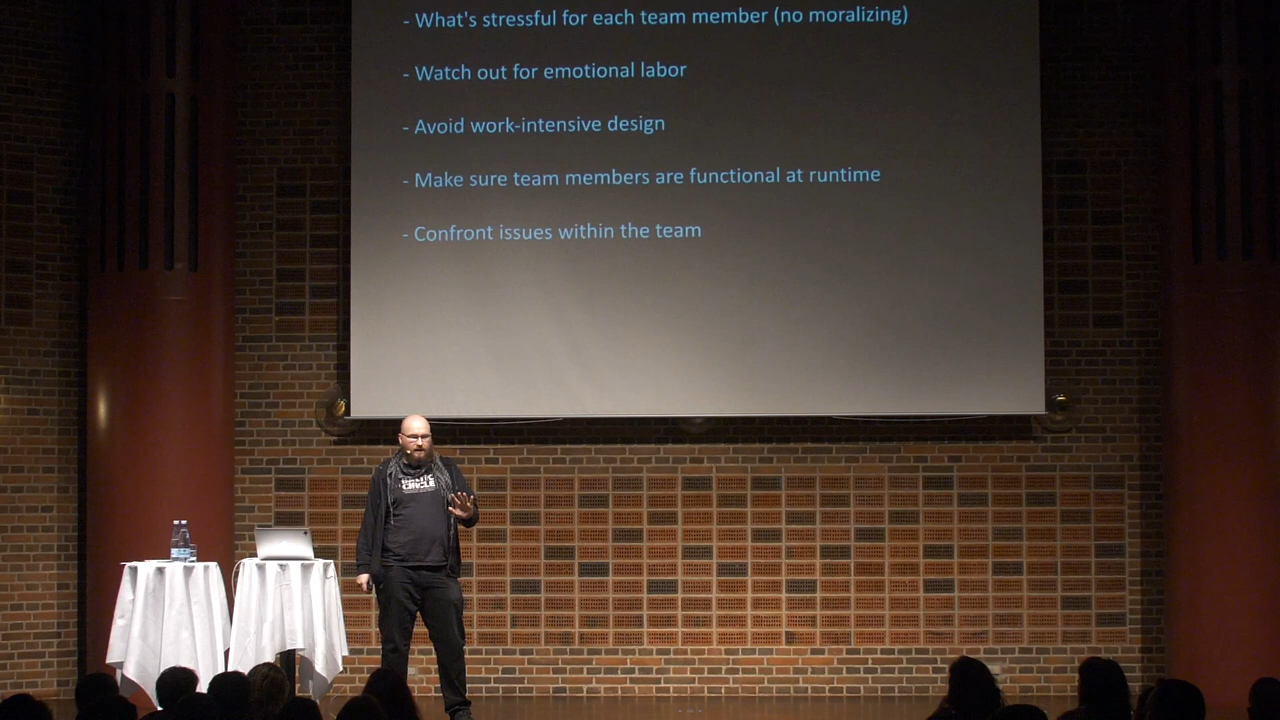 - What's stressful for each team member (no moralizing)
- Watch out for emotional labor
- Avoid work-intensive design
- Make sure team members are functional at runtime
- Confront issues within the team